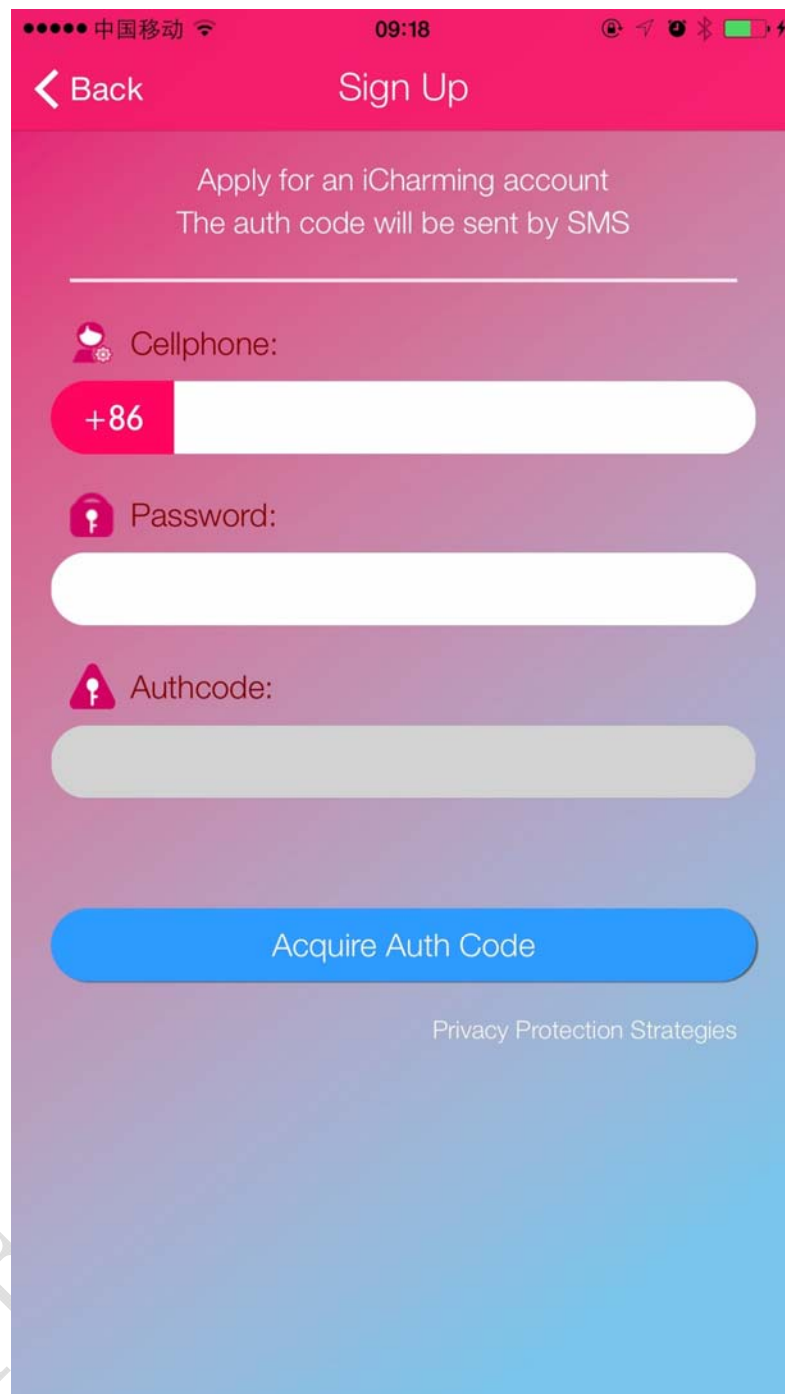 中国移动 09:18
Back Sign Up
Apply for an iCharming account
The auth code will be sent by SMS
Cellphone:
+86
Password:
Authcode:
Acquire Auth Code
Privacy Protection Strategies